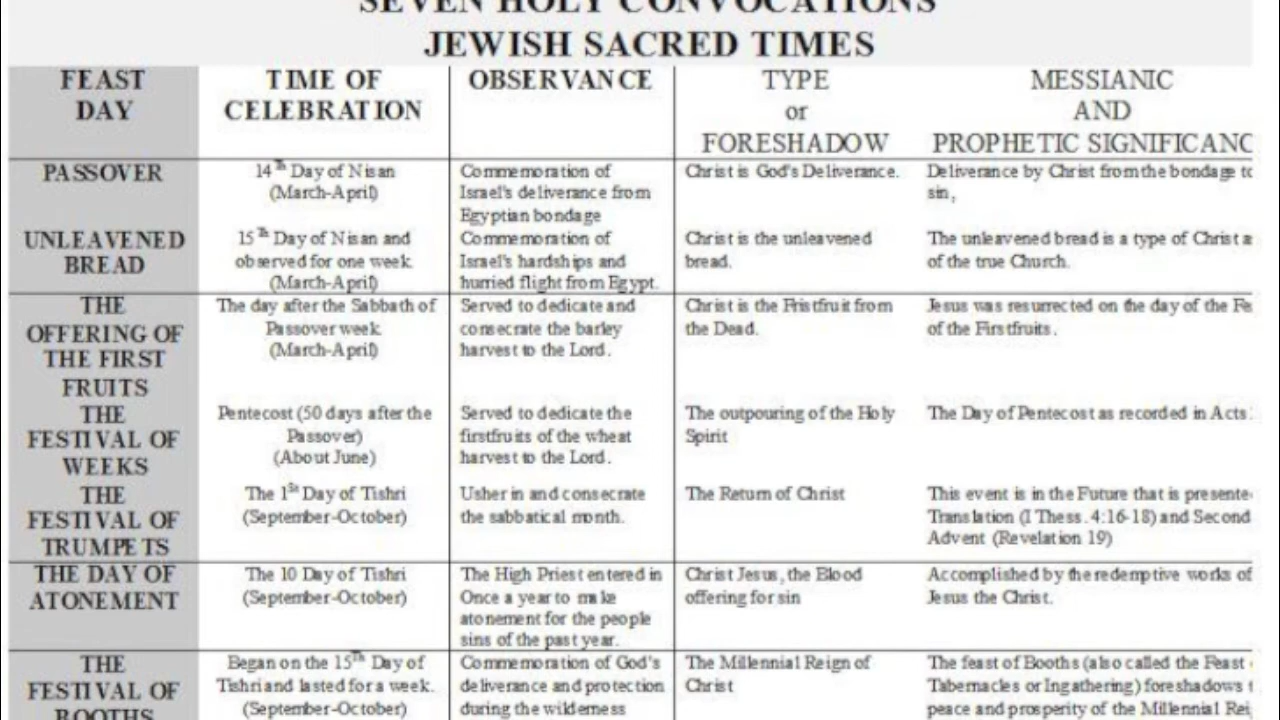 SEVEN HOLY CONVOCATIONS
JEWISH SACRED TIMES
FEAST
DAY
TIME OF
CELEBRATION
OBSERVANCE
TYPE
or
FORESHADOW
MESSIANIC
AND
PROPHETIC SIGNIFICANC
PASSOVER
14Th Day of Nisan
(March-April)
Commemoration of
Israel's deliverance from
Egyptian bondage
Christ is God's Deliverance.
Deliverance by Christ from the bondage to
sin,
UNLEAVENED
BREAD
15Th Day of Nisan and
observed for one week
(March-April)
Commemoration of
Israel's hardships and
hurried flight from Egypt.
Christ is the unleavened
bread.
The unleavened bread is a type of Christ a
of the true Church.
THE
OFFERING OF
THE FIRST
FRUITS
The day after the Sabbath of
Passover week
(March-April)
Served to dedicate and
consecrate the barley
harvest to the Lord.
Christ is the Fristfruit from
the Dead.
Jesus was resurrected on the day of the Fe
of the Firstfruits.
THE
FESTIVAL OF
WEEKS
Pentecost (50 days after the
Passover)
(About June)
Served to dedicate the
firstfruits of the wheat
harvest to the Lord.
The outpouring of the Holy
Spirit
The Day of Pentecost as recorded in Acts
THE
FESTIVAL OF
TRUMPETS
The 1St Day of Tishri
(September-October)
Usher in and consecrate
the sabbatical month.
The Return of Christ
This event is in the Future that is presente
Translation (I Thess. 4:16-18) and Second
Advent (Revelation 19)
THE DAY OF
ATONEMENT
The 10 Day of Tishri
(September-October)
The High Priest entered in
Once a year to make
atonement for the people
sins of the past year.
Christ Jesus, the Blood
offering for sin
Accomplished by the redemptive works of
Jesus the Christ.
THE
FESTIVAL OF
BOOTHS
Began on the 15Th Day of
Tishri and lasted for a week.
(September-October)
Commemoration of God's
deliverance and protection
during the wilderness
The Millennial Reign of
Christ
The feast of Booths (also called the Feast
Tabernacles or Ingathering) foreshadows
peace and prosperity of the Millennial Rei